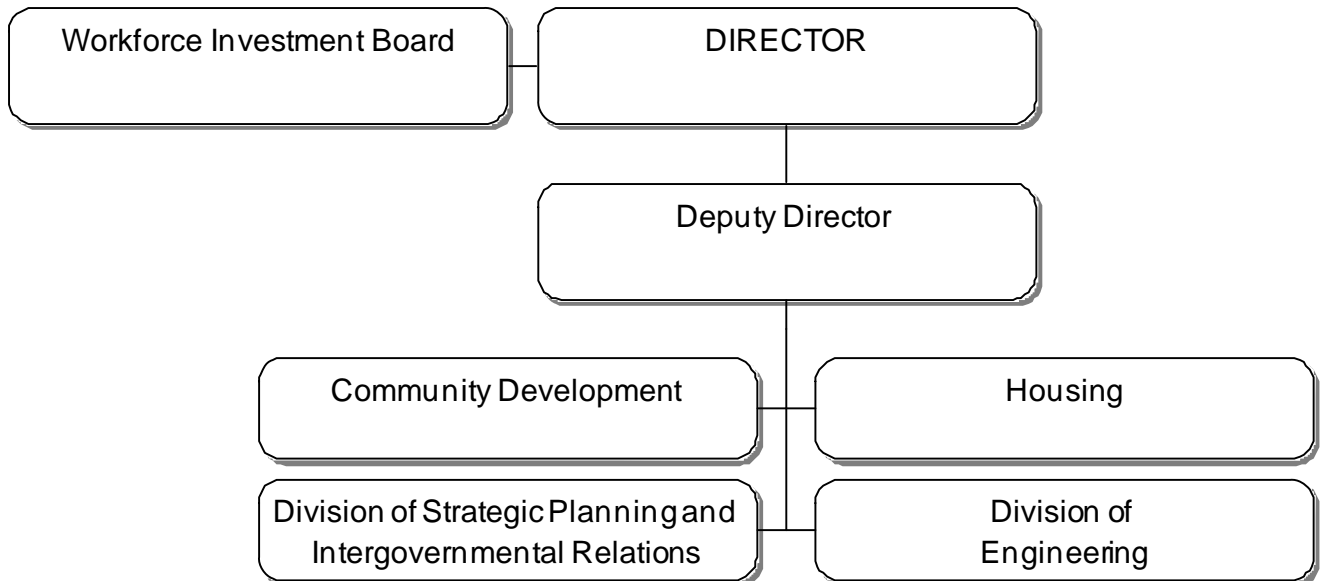 Workforce Investment Board
DIRECTOR
Deputy Director
Community Development
Housing
Division of Strategic Planning and
Intergovernmental Relations
Division of
Engineering